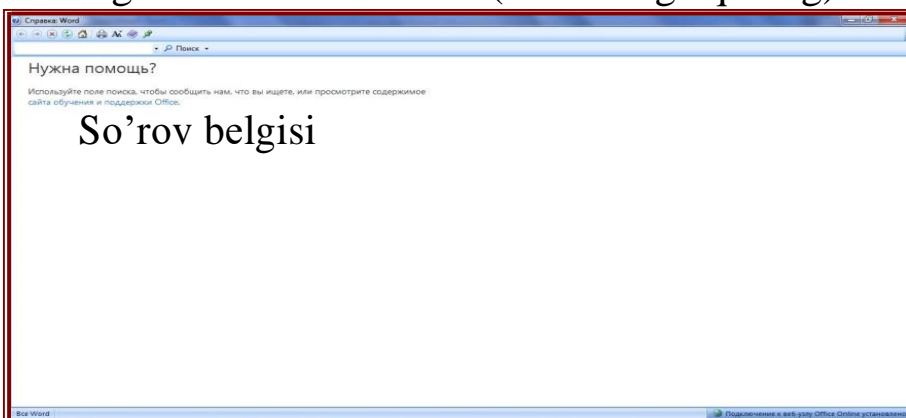 Справка: Word
Поиск
Нужна помощь?
Используйте поле поиска, чтобы сообщить нам, что вы ищете, или просмотрите содержимое
сайта обучения и поддержки Office.
So’rov belgisi
Все Word
Подключение к веб-узлу Office Online установлено